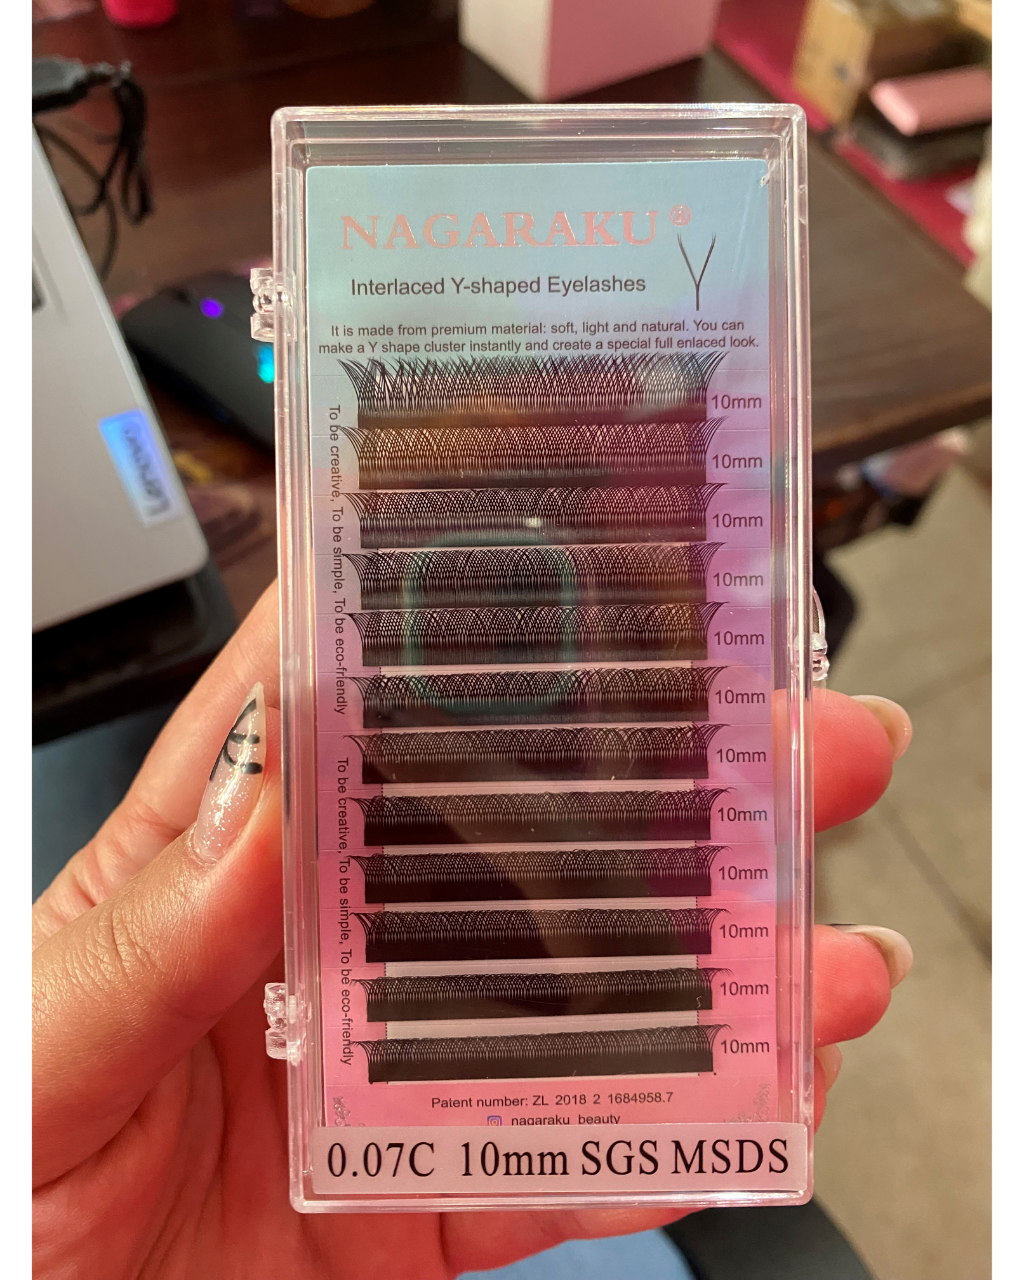 NAGARAKU®
Interlaced Y-shaped Eyelashes
It is made from premium material: soft, light and natural. You can
make a Y shape cluster instantly and create a special full enlaced look.
10mm
10mm
10mm
10mm
10mm
10mm
10mm
10mm
10mm
10mm
10mm
10mm
To be creative, To be simple, To be eco-friendly
To be creative, To be simple, To be eco-friendly
Patent number: ZL 2018 2 1684958.7
nagaraku_beauty
0.07C 10mm SGS MSDS
Lenovo